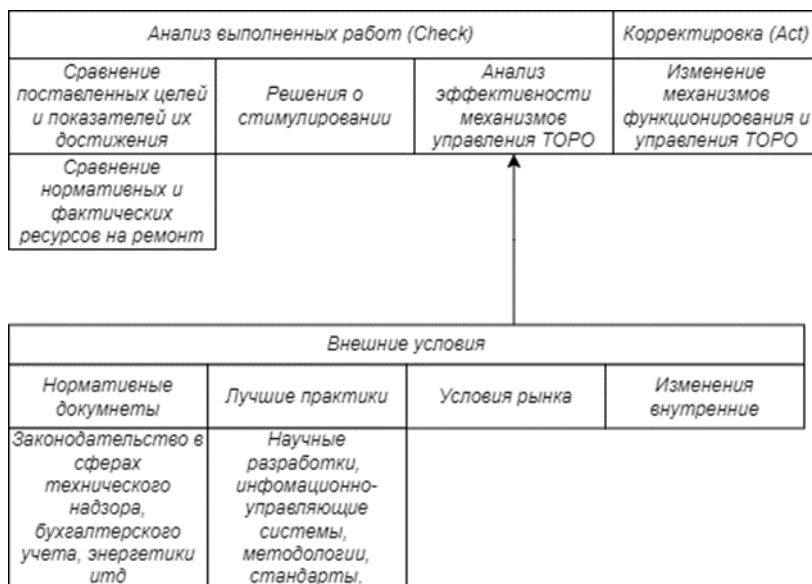 Анализ выполненных работ (Check)
Корректировка (Act)
Сравнение
поставленных целей
и показателей их
достижения
Решения о
стимулировании
Анализ
эффективности
механизмов
управления ТОРО
Изменение
механизмов
функционирования и
управления ТОРО
Сравнение
нормативных и
фактических
ресурсов на ремонт
Внешние условия
Нормативные
докумнеты
Лучшие практики
Условия рынка
Изменения
внутренние
Законодательство в
сферах
технического
надзора,
бухгалтерского
учета, энергетики
итд
Научные
разработки,
инфомационно-
управляющие
системы,
методологии,
стандарты,